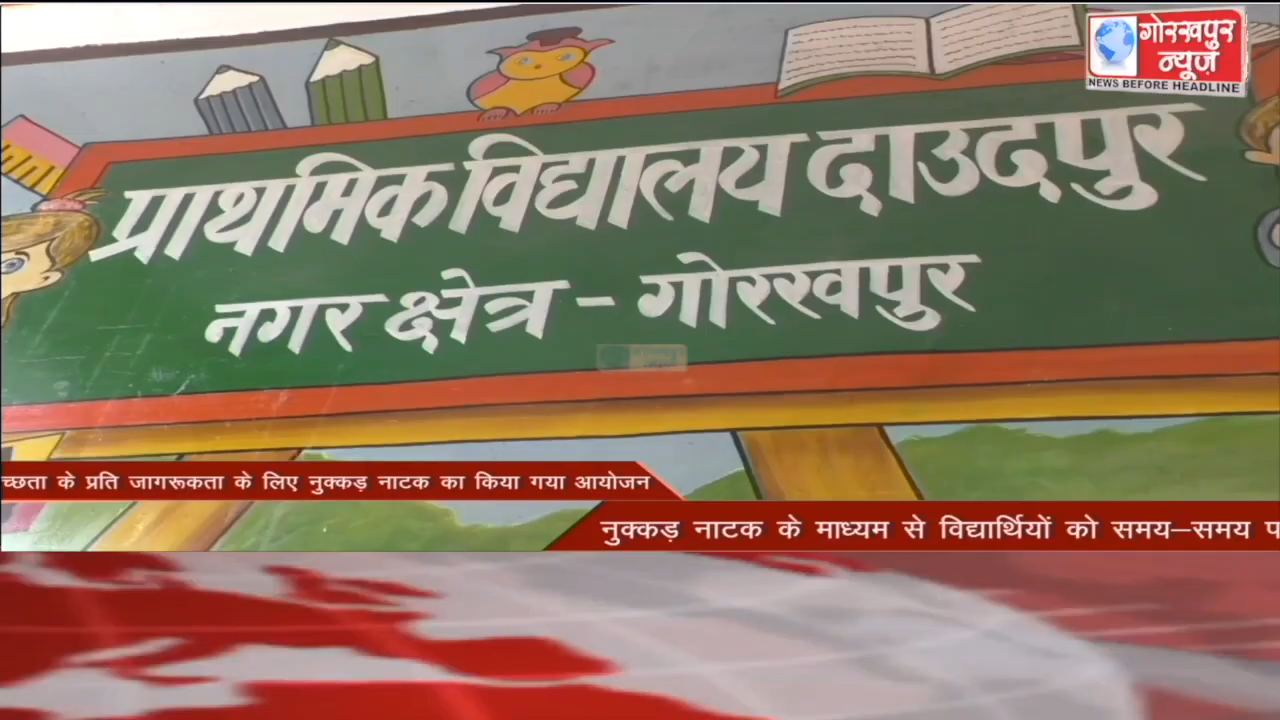 गोरखपुर
न्यूज़
NEWS BEFORE HEADLINE
प्राथमिक विद्यालय दाउदपुर
नगर क्षेत्र - गोरखपुर
के प्रति जागरूकता के लिए नुक्कड़ नाटक का किया गया आयोजन
नुक्कड़ नाटक के माध्यम से विद्यार्थियों को समय–समय